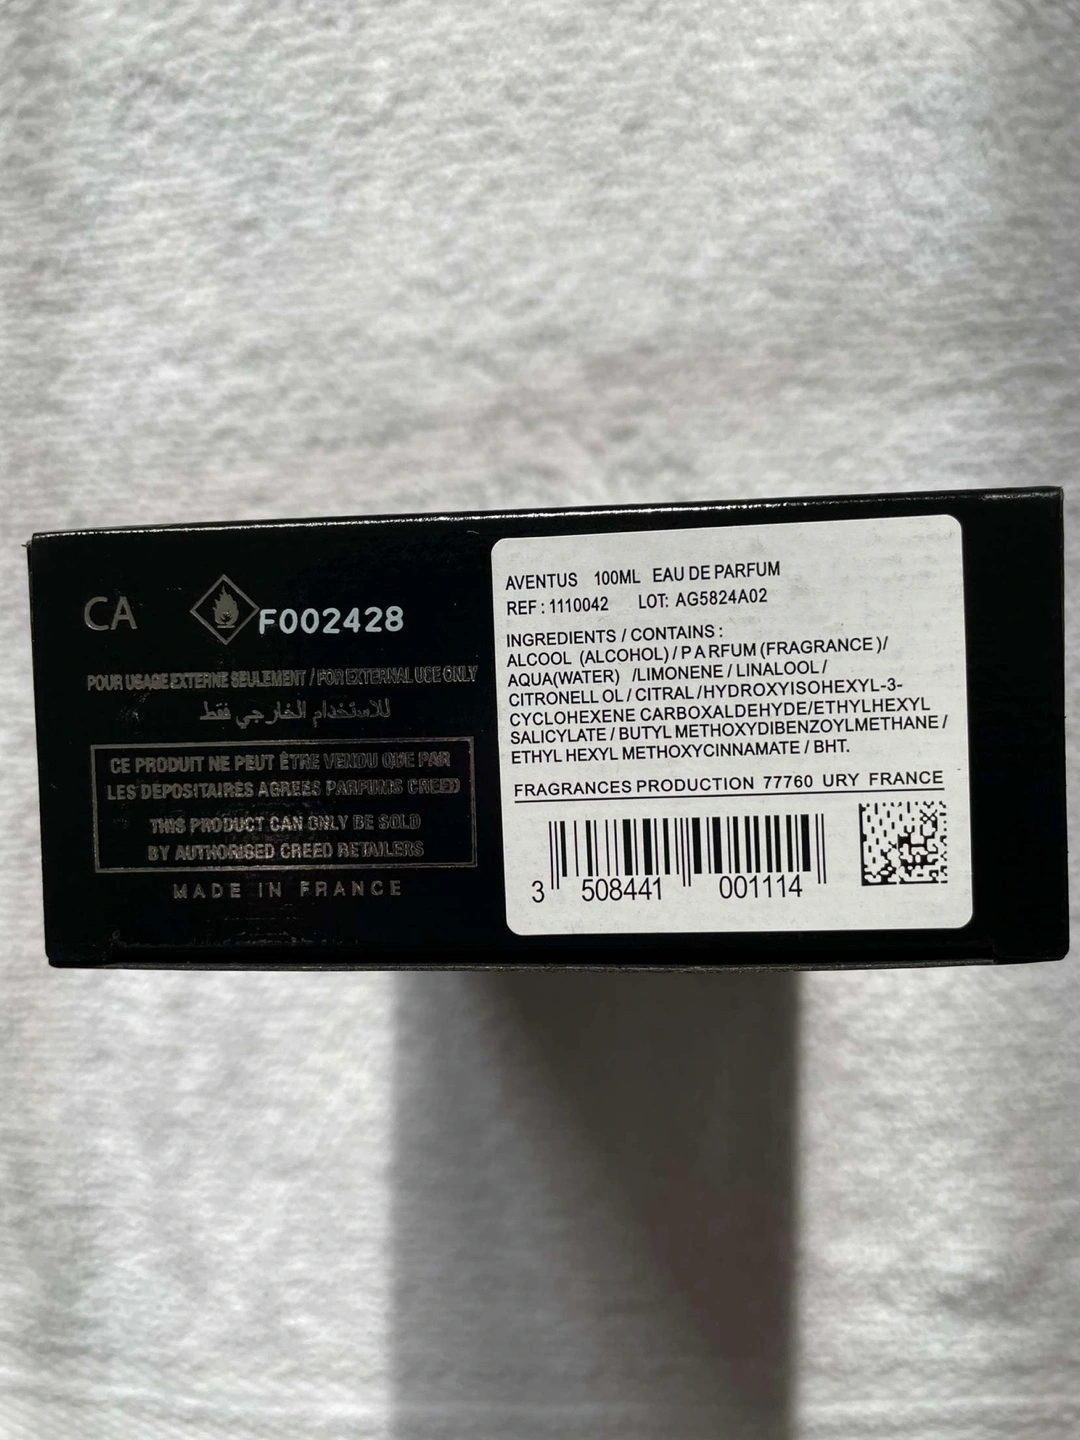 CA
F002428
POUR USAGE EXTERNE SEULEMENT / FOR EXTERNAL USE ONLY
للاستخدام الخارجي فقط
CE PRODUIT NE PEUT ÊTRE VENDU QUE PAR
LES DÉPOSITAIRES AGRÉÉS PARFUMS CREED
THIS PRODUCT CAN ONLY BE SOLD
BY AUTHORISED CREED RETAILERS
MADE IN FRANCE
AVENTUS 100ML EAU DE PARFUM
REF : 1110042 LOT: AG5824A02
INGREDIENTS / CONTAINS :
ALCOOL (ALCOHOL) / PARFUM (FRAGRANCE )/
AQUA(WATER) /LIMONENE / LINALOOL /
CITRONELL OL / CITRAL /HYDROXYISOHEXYL-3-
CYCLOHEXENE CARBOXALDEHYDE/ETHYLHEXYL
SALICYLATE / BUTYL METHOXYDIBENZOYLMETHANE /
ETHYL HEXYL METHOXYCINNAMATE / BHT.
FRAGRANCES PRODUCTION 77760 URY FRANCE
3 508441 001114